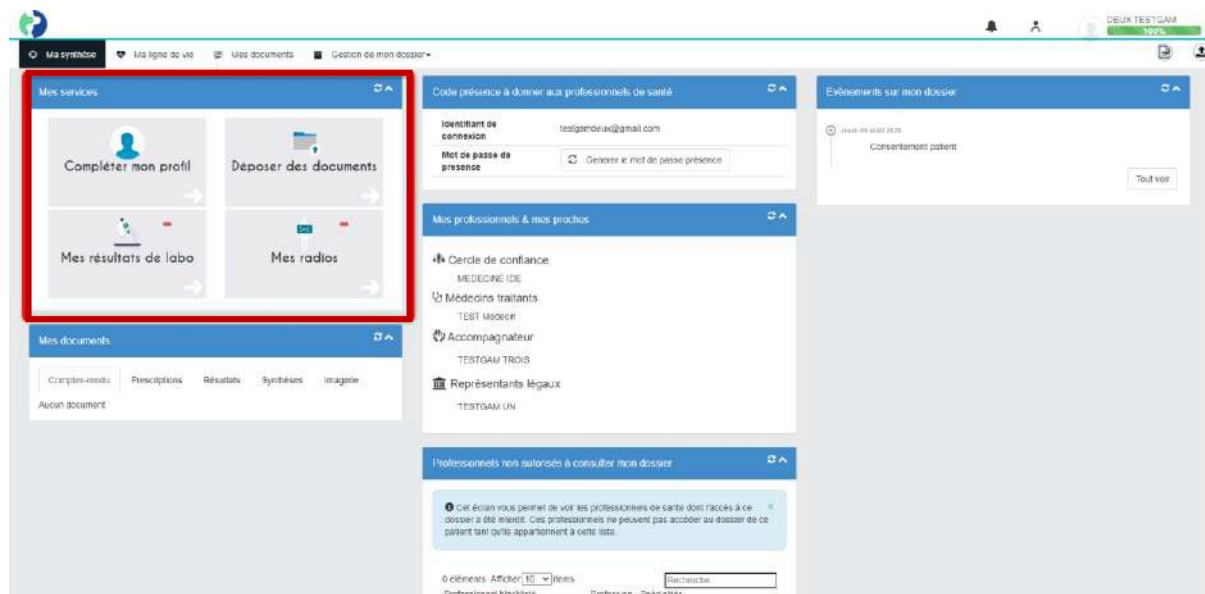 DEUX TESTGAM
100%
Ma synthèse
Ma ligne de vie
Mes documents
Gestion de mon dossier
Mes services
Compléter mon profil
Déposer des documents
Mes résultats de labo
Mes radios
Mes documents
Comptes-rendu Prescriptions Résultats Synthèses Imagerie
Aucun document
Code présence à donner aux professionnels de santé
Identifiant de connexion
testgamdeux@gmail.com
Mot de passe de presence
Générer le mot de passe présence
Mes professionnels & mes proches
Cercle de confiance
MEDECINE IDE
Médecins traitants
TEST Médecin
Accompagnateur
TESTGAM TROIS
Représentants légaux
TESTGAM UN
Professionnels non autorisés à consulter mon dossier
Cet écran vous permet de voir les professionnels de santé dont l'accès à ce
dossier a été interdit. Ces professionnels ne peuvent pas accéder au dossier de ce
patient tant qu'ils appartiennent à cette liste.
0 éléments Afficher 10 items
Recherche
Evènements sur mon dossier
Consentement patient
Tout voir